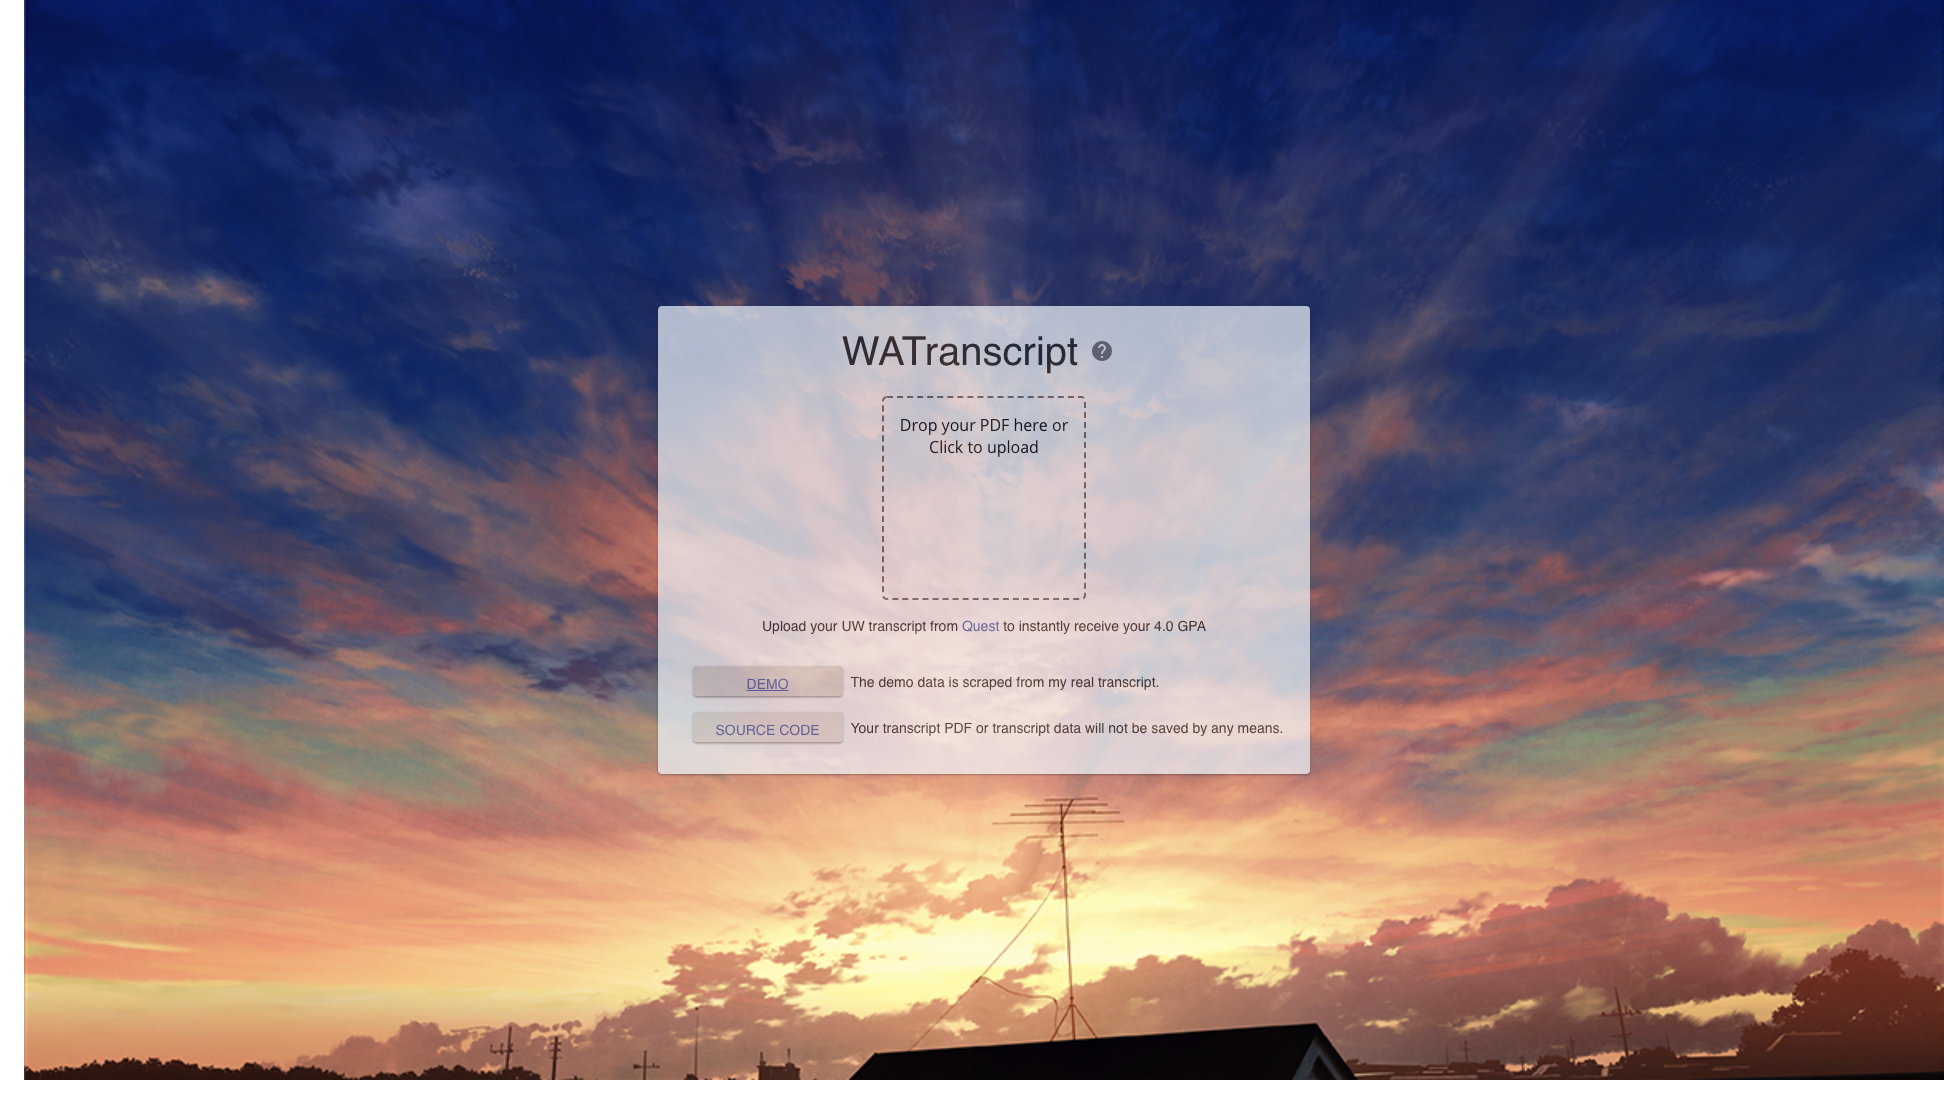 WATranscript ?
Drop your PDF here or
Click to upload
Upload your UW transcript from Quest to instantly receive your 4.0 GPA
DEMO The demo data is scraped from my real transcript.
SOURCE CODE Your transcript PDF or transcript data will not be saved by any means.